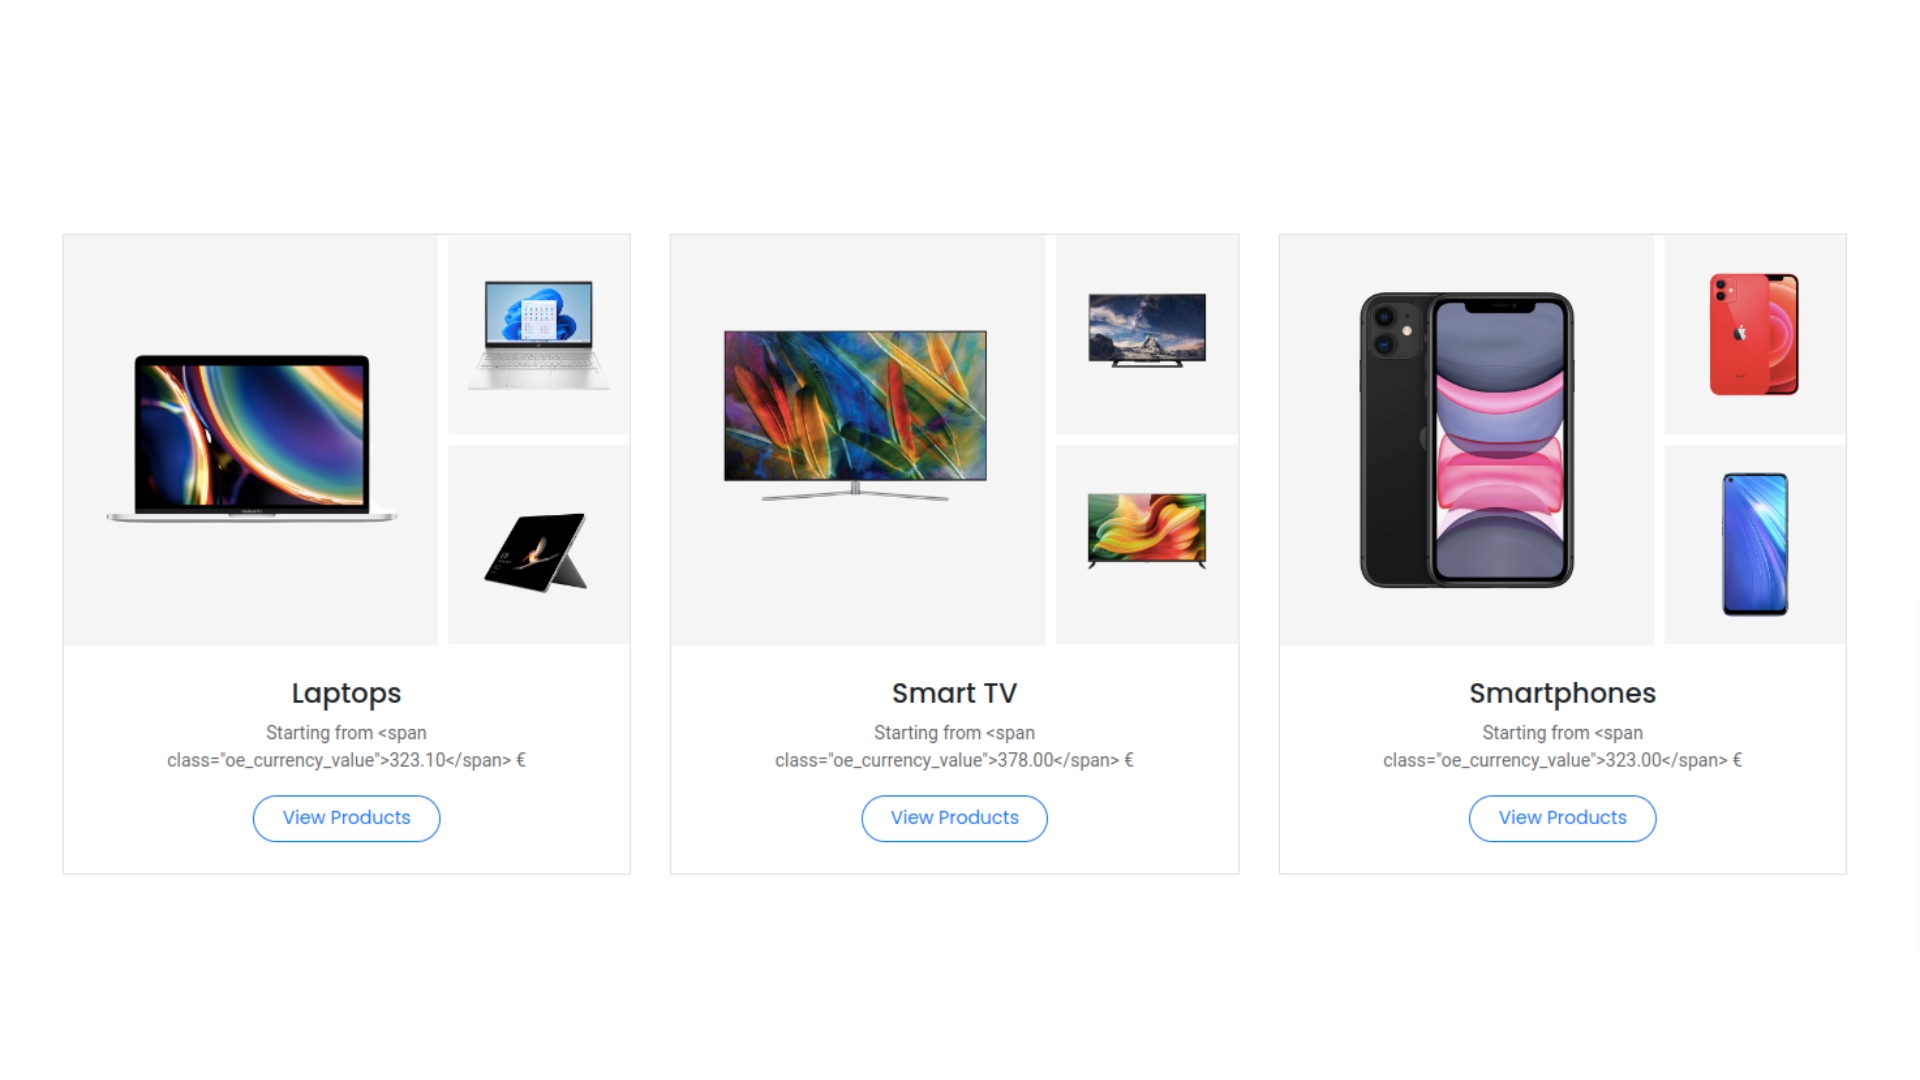 Laptops
Starting from <span
class="oe_currency_value">323.10</span> €
View Products
Smart TV
Starting from <span
class="oe_currency_value">378.00</span> €
View Products
Smartphones
Starting from <span
class="oe_currency_value">323.00</span> €
View Products